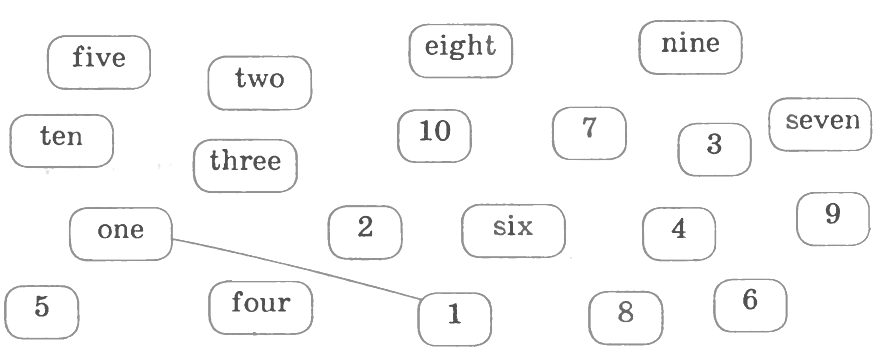 five
two
eight
nine
ten
three
10
7
3
seven
one
2
six
4
9
5
four
1
8
6